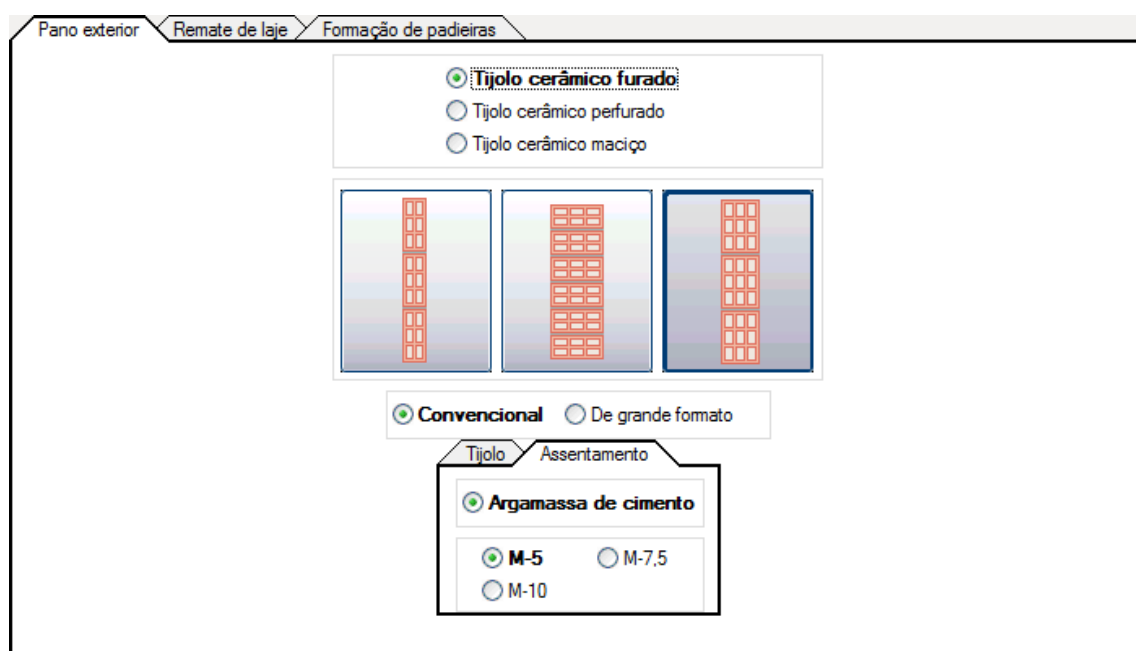 Pano exterior Remate de laje Formação de padieiras
Tijolo cerâmico furado
Tijolo cerâmico perfurado
Tijolo cerâmico maciço
Convencional De grande formato
Tijolo Assentamento
Argamassa de cimento
M-5 M-7,5
M-10